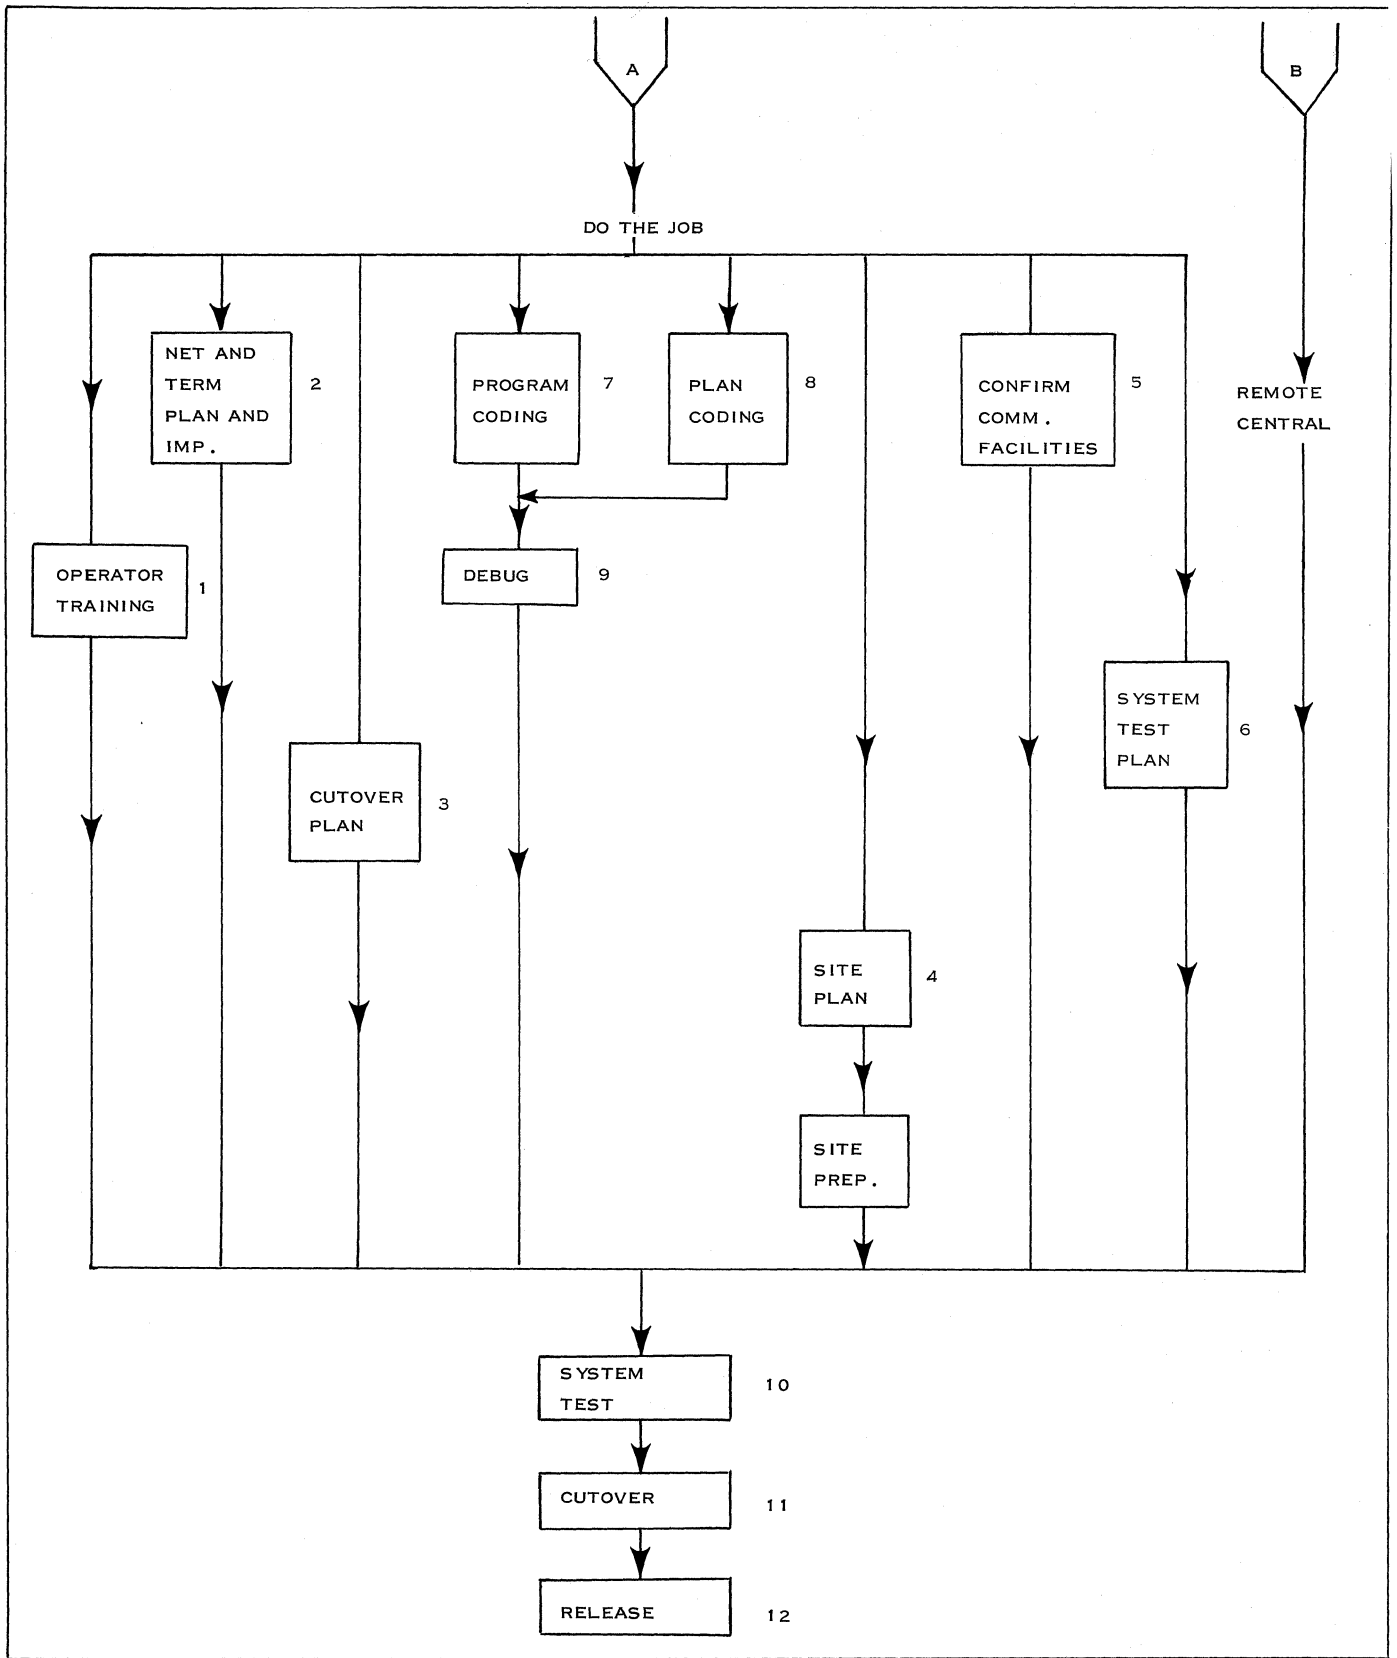 A
B
DO THE JOB
NET AND
TERM
PLAN AND
IMP.
2
PROGRAM
CODING
7
PLAN
CODING
8
CONFIRM
COMM.
FACILITIES
5
REMOTE
CENTRAL
OPERATOR
TRAINING
1
DEBUG
9
SYSTEM
TEST
PLAN
6
CUTOVER
PLAN
3
SITE
PLAN
4
SITE
PREP.
SYSTEM
TEST
10
CUTOVER
11
RELEASE
12